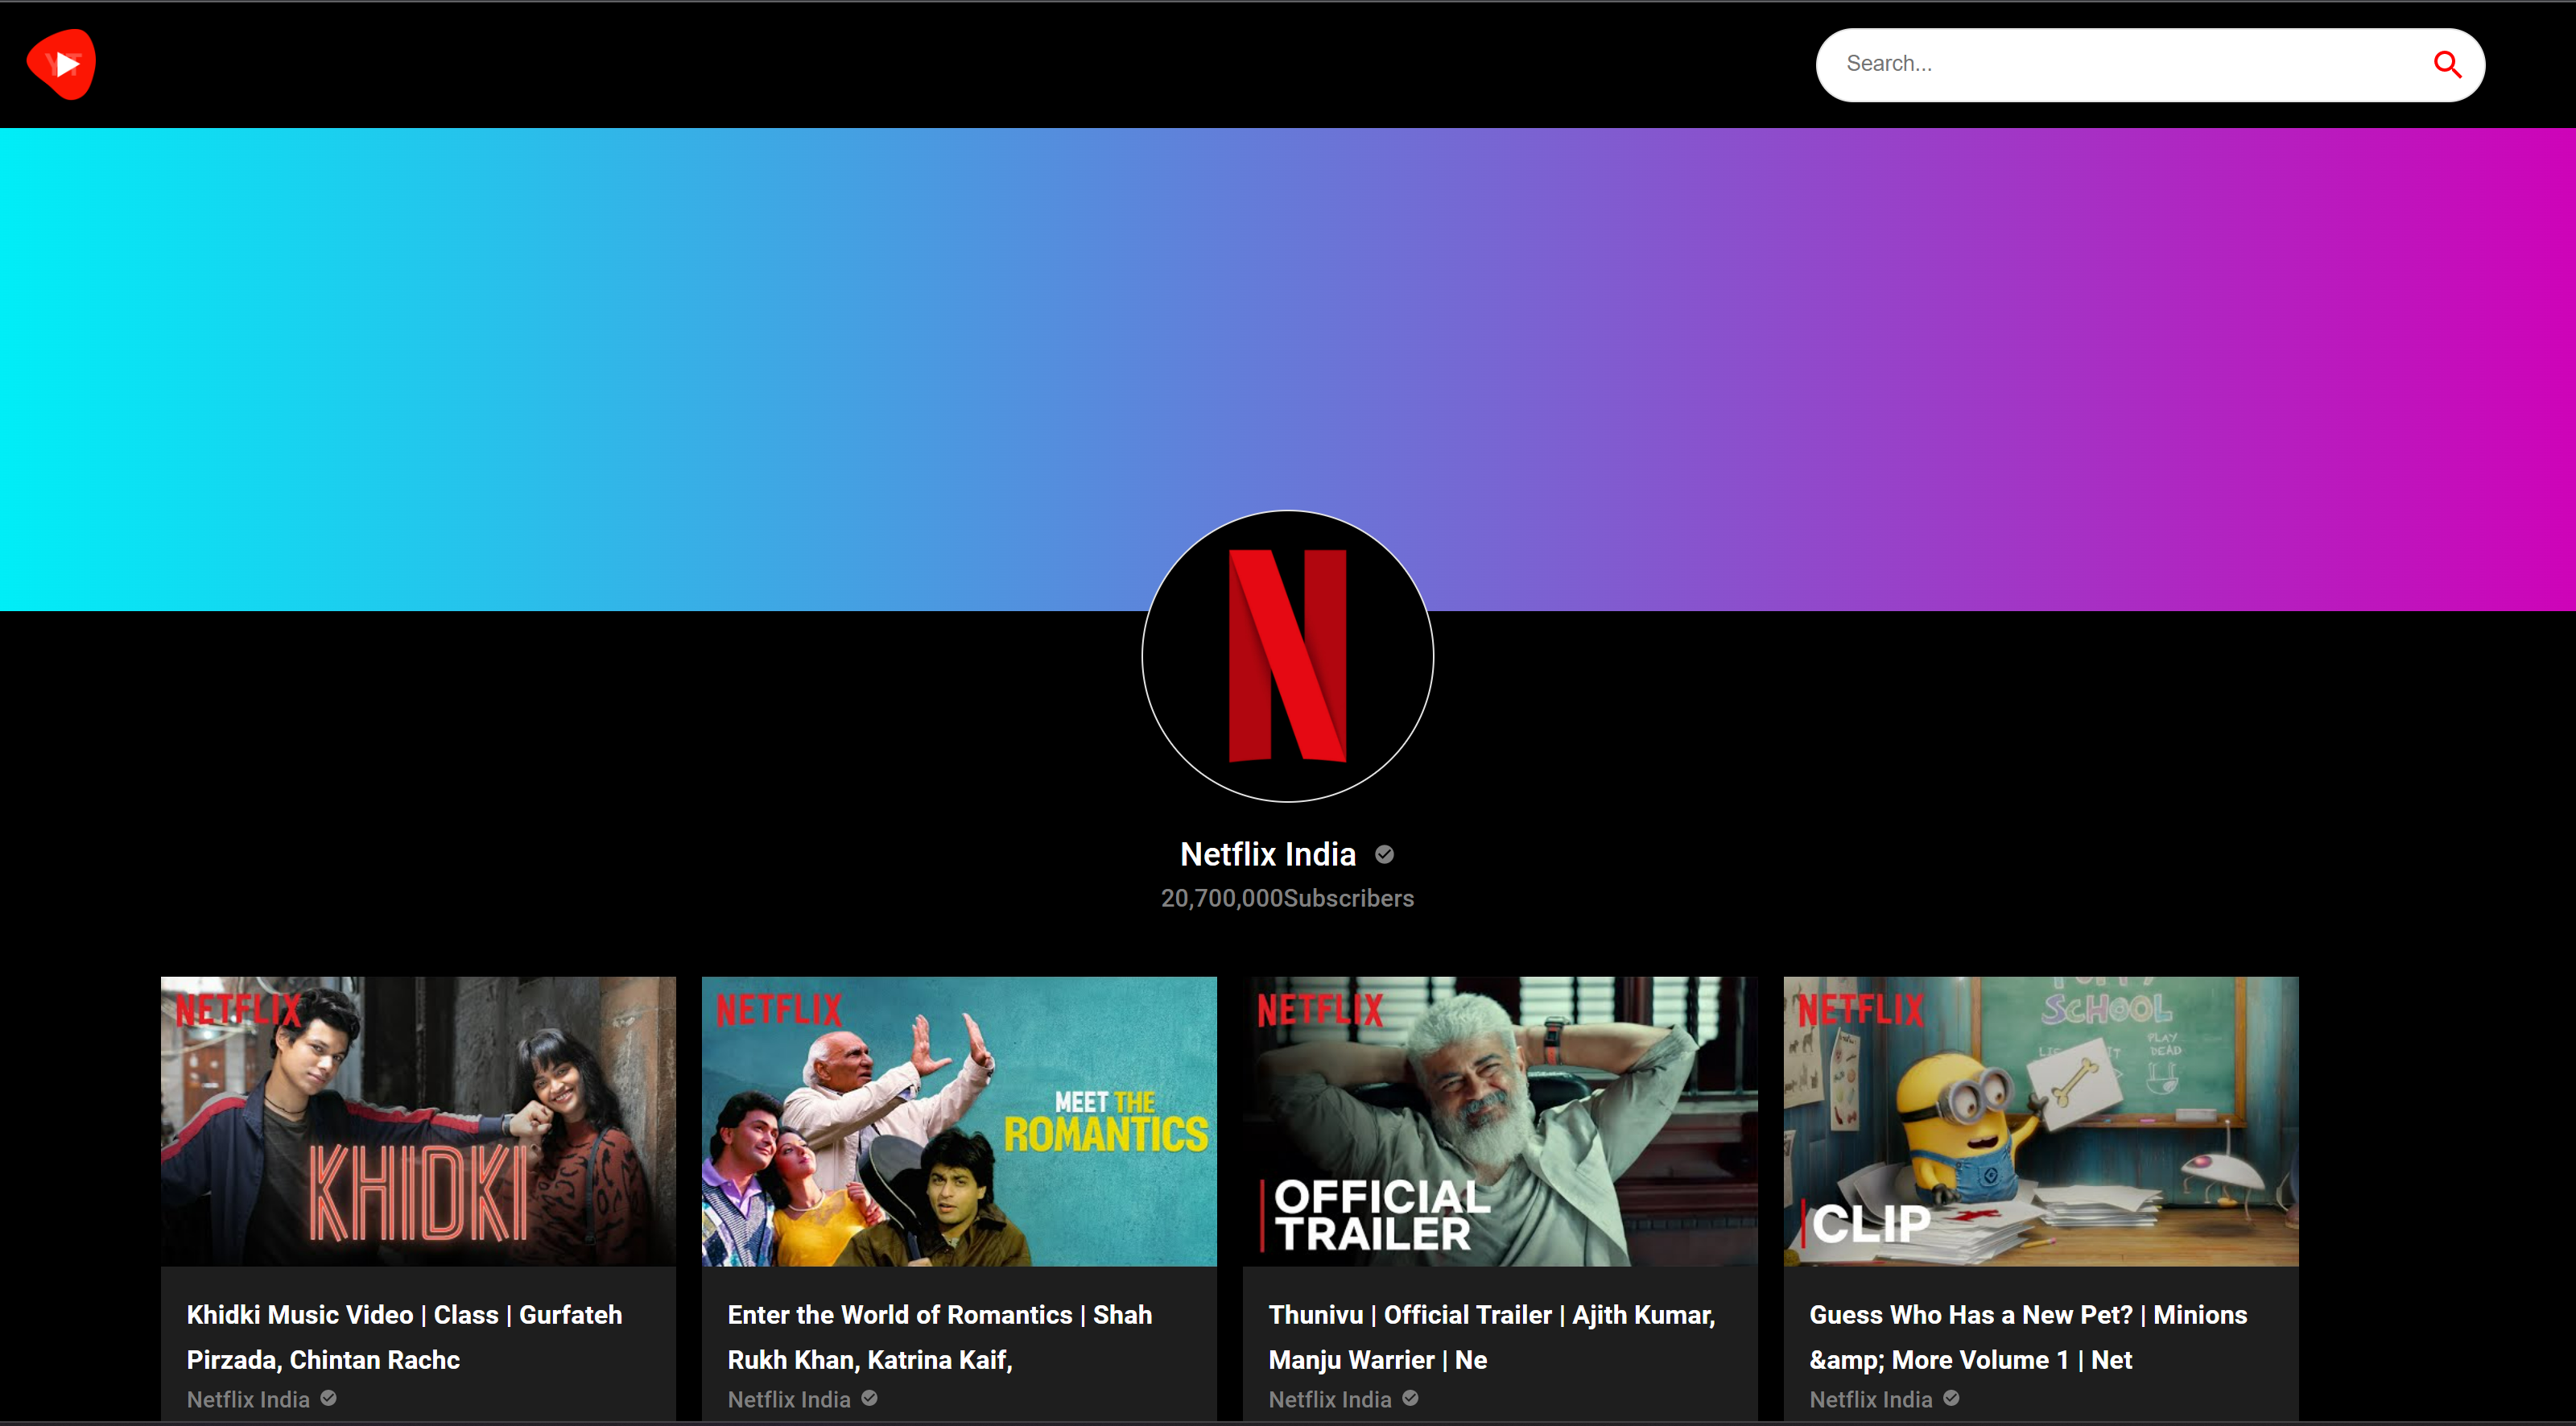 YT
Search...
N
Netflix India
20,700,000Subscribers
NETFLIX
KHIDKI
NETFLIX
MEET THE
ROMANTICS
NETFLIX
OFFICIAL
TRAILER
NETFLIX
SCHOOL
PLAY
DEAD
CLIP
Khidki Music Video | Class | Gurfateh
Pirzada, Chintan Rachc
Netflix India
Enter the World of Romantics | Shah
Rukh Khan, Katrina Kaif,
Netflix India
Thunivu | Official Trailer | Ajith Kumar,
Manju Warrier | Ne
Netflix India
Guess Who Has a New Pet? | Minions
&amp; More Volume 1 | Net
Netflix India